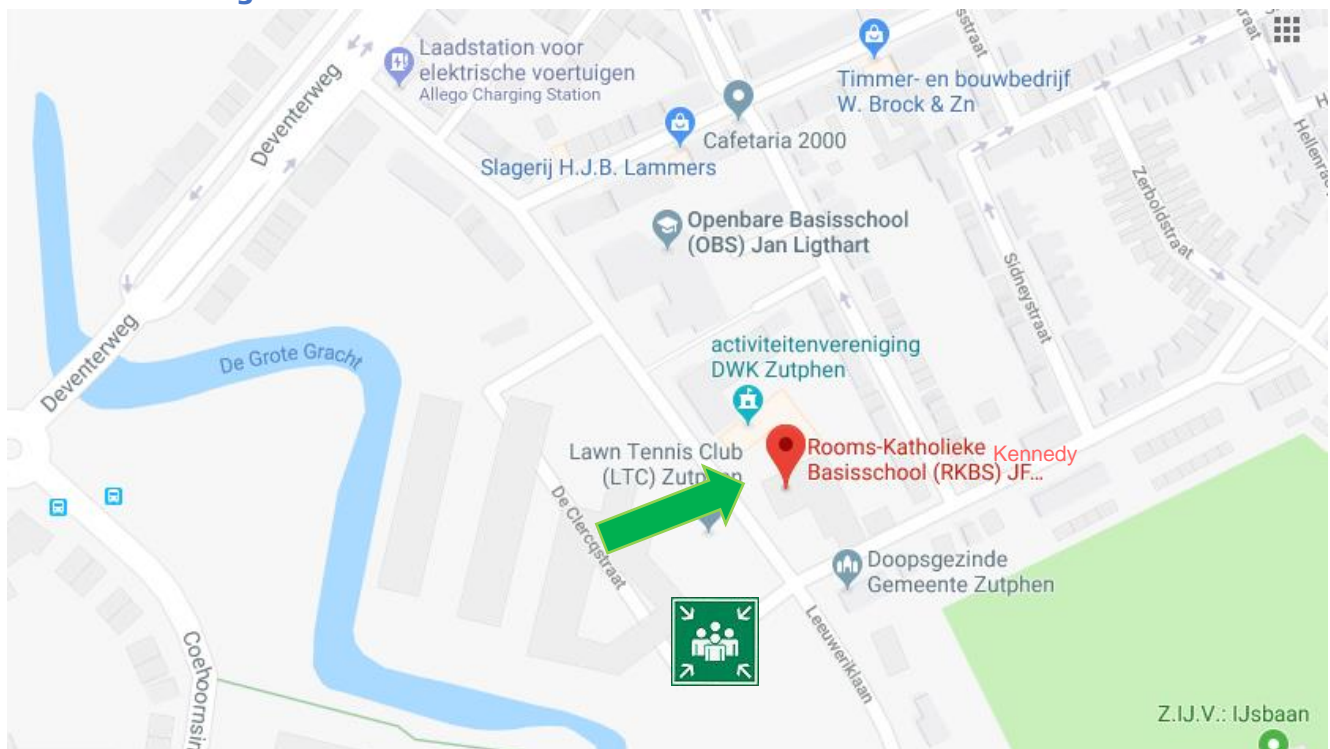 Laadstation voor
elektrische voertuigen
Allego Charging Station
Deventerweg
Timmer- en bouwbedrijf
W. Brock & Zn
Cafetaria 2000
Slagerij H.J.B. Lammers
Zerboldstraat
Openbare Basisschool
(OBS) Jan Ligthart
Sidneystraat
Deventerweg
De Grote Gracht
activiteitenvereniging
DWK Zutphen
Lawn Tennis Club
(LTC) Zutphen
Rooms-Katholieke Kennedy
Basisschool (RKBS) JF...
De Clercqstraat
Doopsgezinde
Gemeente Zutphen
Leeuweriklaan
Z.IJ.V.: IJsbaan